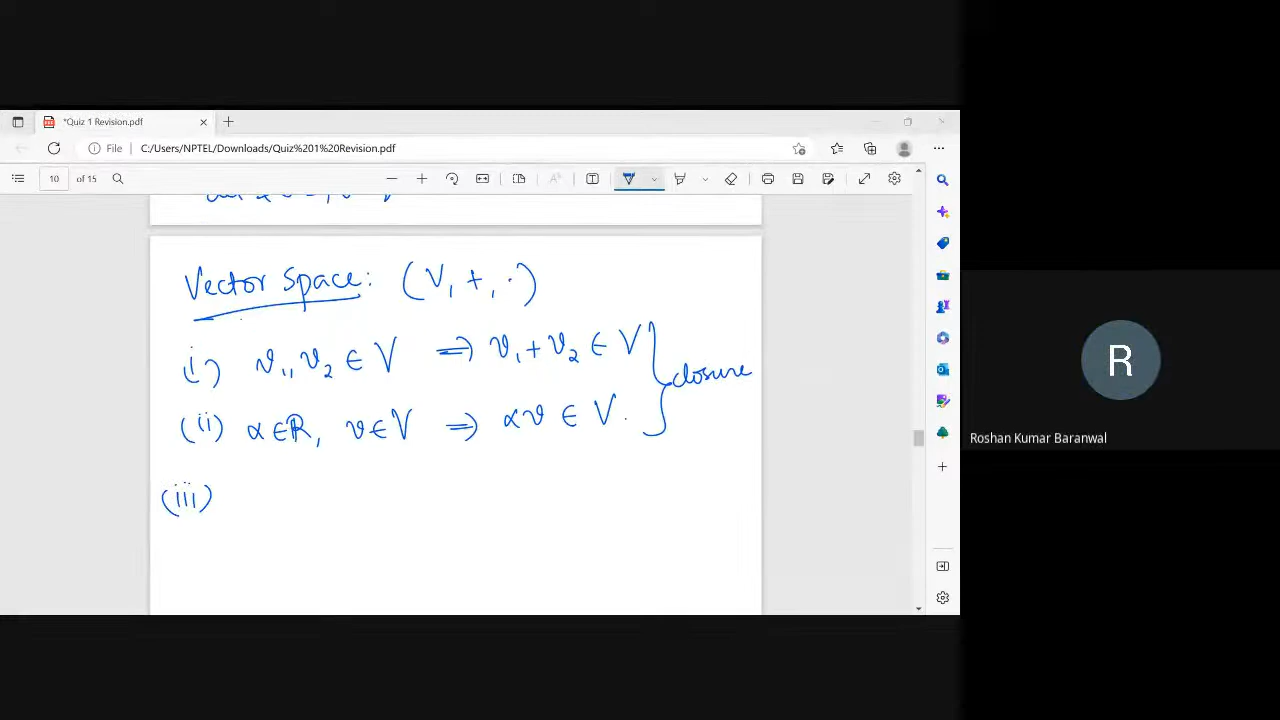 *Quiz 1 Revision.pdf
File C:/Users/NPTEL/Downloads/Quiz%201%20Revision.pdf
10 of 15
Vector Space: (V, +, ·)
(i) v₁, v₂ ∈ V ⇒ v₁ + v₂ ∈ V
closure
(ii) α ∈ ℝ, v ∈ V ⇒ αv ∈ V.
(iii)
R
Roshan Kumar Baranwal